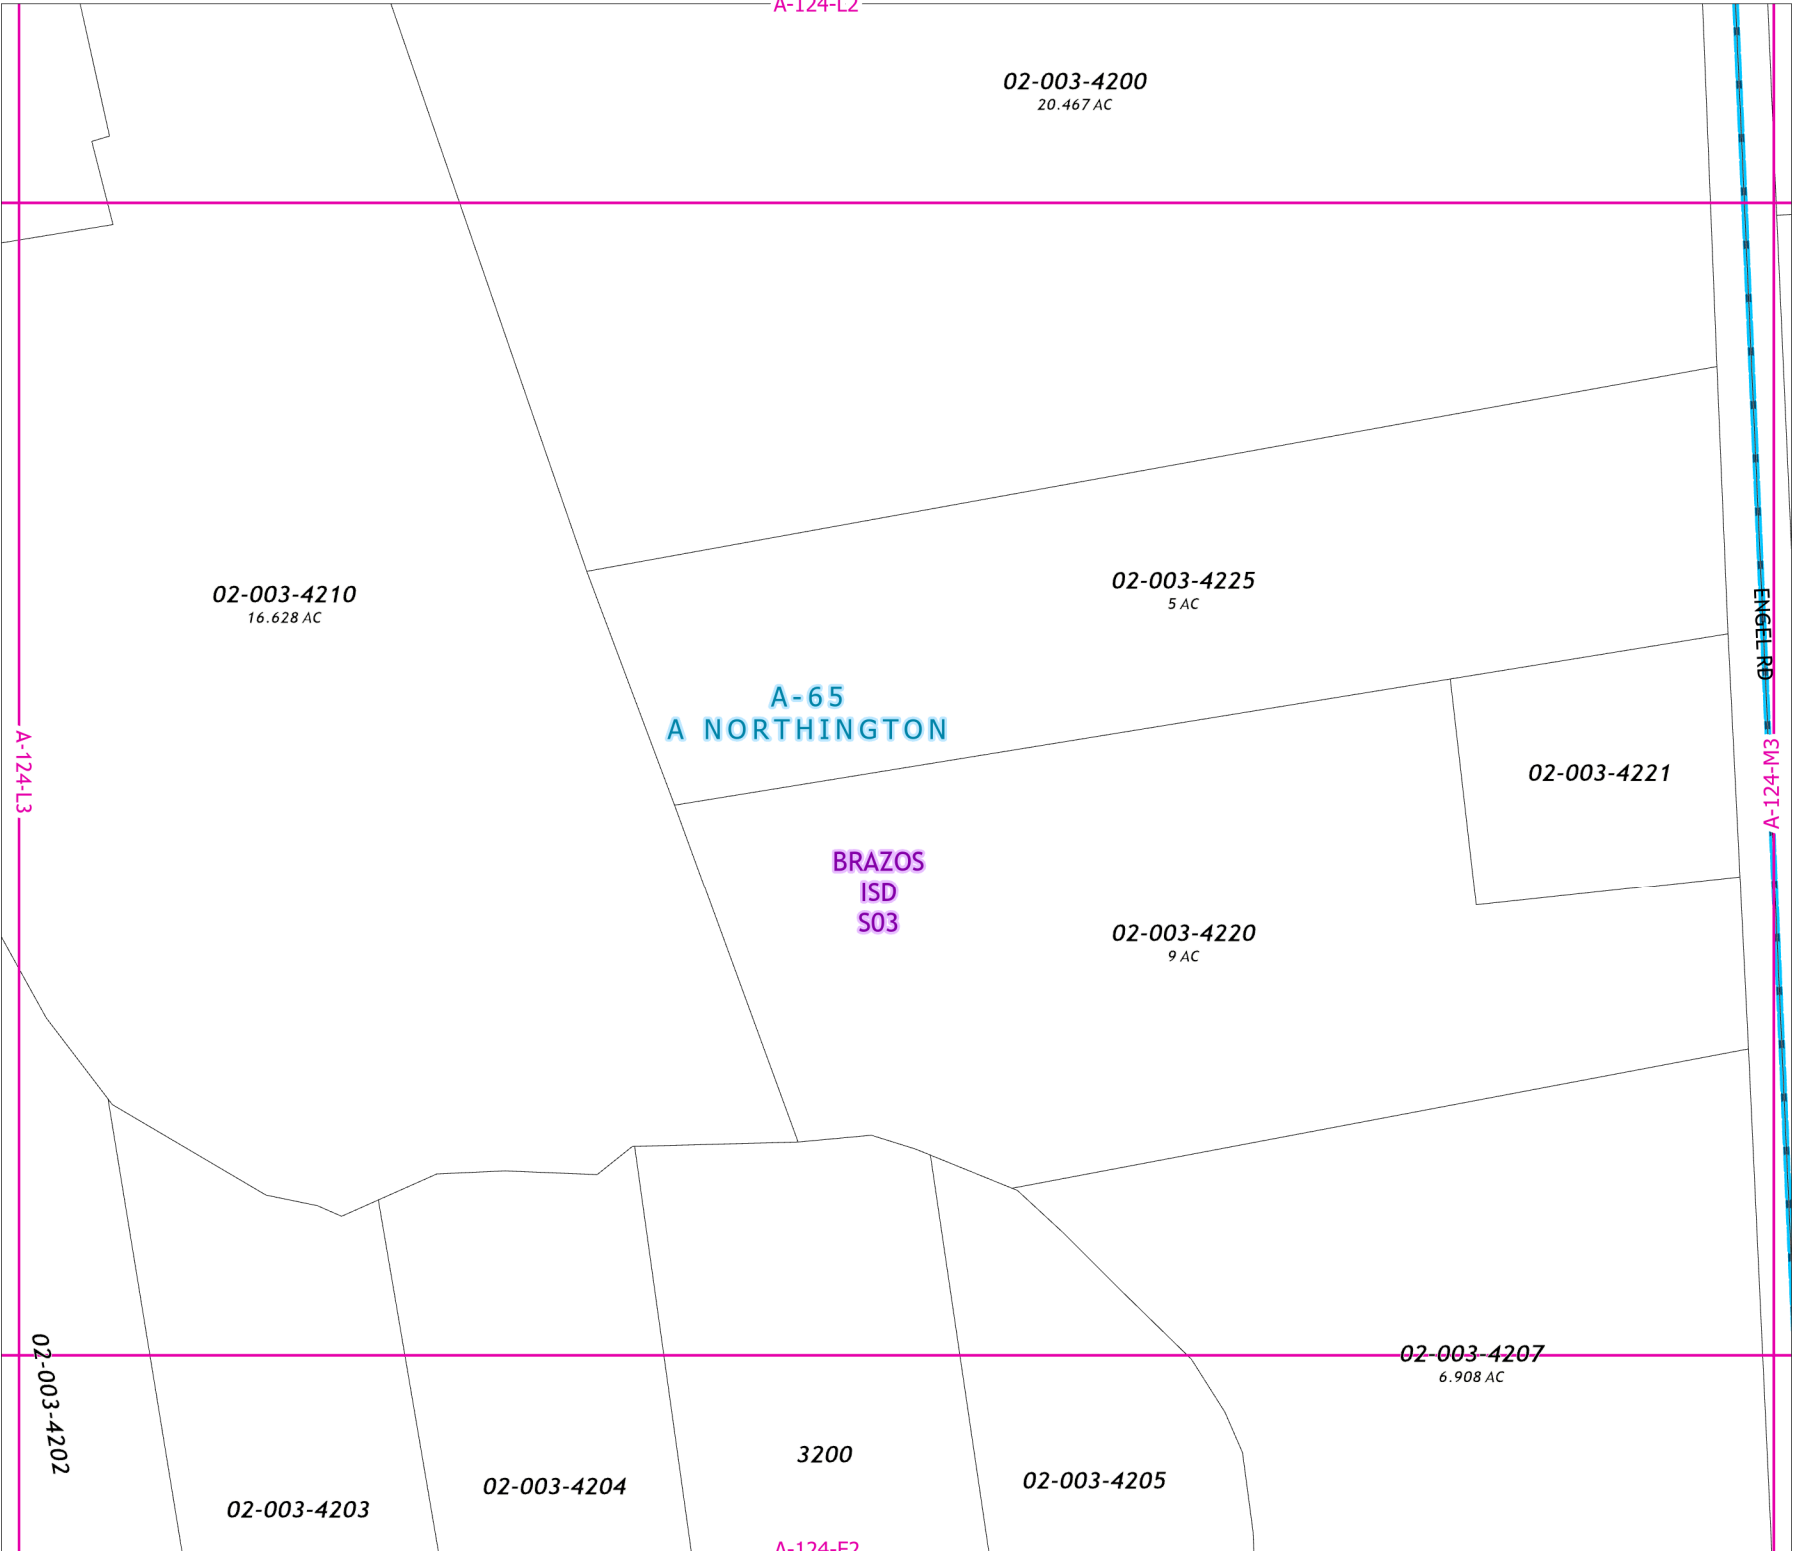 A-124-L2
02-003-4200
20.467 AC
02-003-4210
16.628 AC
02-003-4225
5 AC
ENGEL RD
A-65
A NORTHINGTON
A-124-L3
A-124-M3
02-003-4221
BRAZOS
ISD
S03
02-003-4220
9 AC
02-003-4202
02-003-4207
6.908 AC
3200
02-003-4205
02-003-4204
02-003-4203